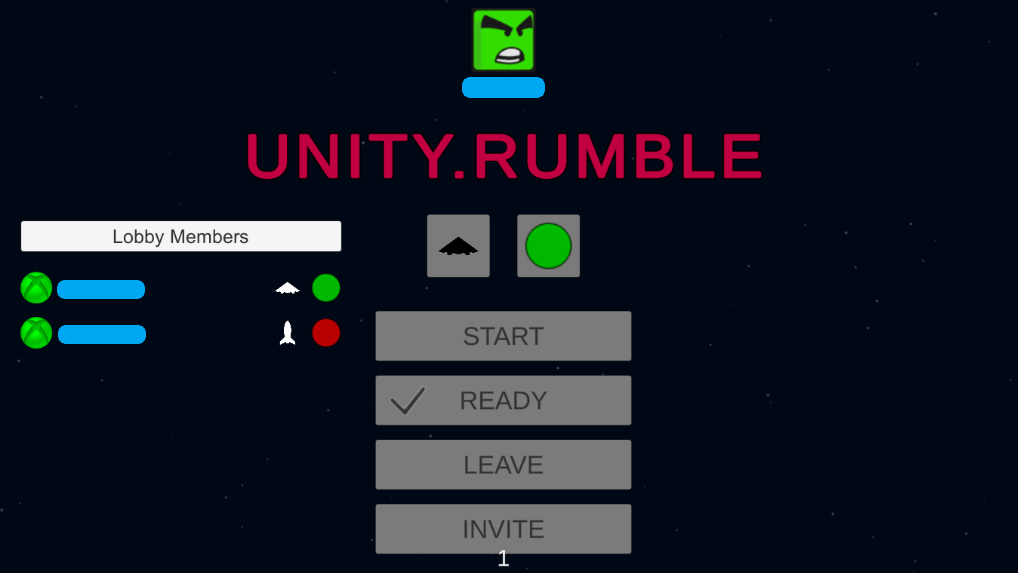 UNITY.RUMBLE
Lobby Members
START
READY
LEAVE
INVITE
1